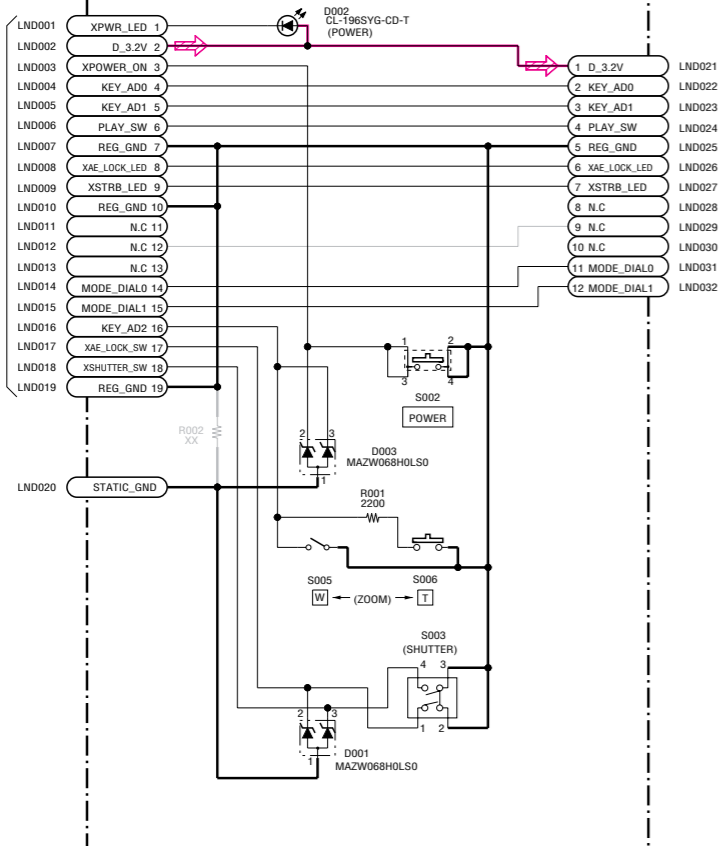 D002
CL-196SYG-CD-T
(POWER)
LND001 XPWR_LED 1
LND002 D_3.2V 2
LND003 XPOWER_ON 3
LND004 KEY_AD0 4
LND005 KEY_AD1 5
LND006 PLAY_SW 6
LND007 REG_GND 7
LND008 XAE_LOCK_LED 8
LND009 XSTRB_LED 9
LND010 REG_GND 10
LND011 N.C 11
LND012 N.C 12
LND013 N.C 13
LND014 MODE_DIAL0 14
LND015 MODE_DIAL1 15
LND016 KEY_AD2 16
LND017 XAE_LOCK_SW 17
LND018 XSHUTTER_SW 18
LND019 REG_GND 19
LND020 STATIC_GND
1 D_3.2V LND021
2 KEY_AD0 LND022
3 KEY_AD1 LND023
4 PLAY_SW LND024
5 REG_GND LND025
6 XAE_LOCK_LED LND026
7 XSTRB_LED LND027
8 N.C LND028
9 N.C LND029
10 N.C LND030
11 MODE_DIAL0 LND031
12 MODE_DIAL1 LND032
1 2
3 4
S002
POWER
R002
XX
2 3
1
D003
MAZW068H0LS0
R001
2200
S005 S006
W (ZOOM) T
S003
(SHUTTER)
4 3
1 2
2 3
1
D001
MAZW068H0LS0